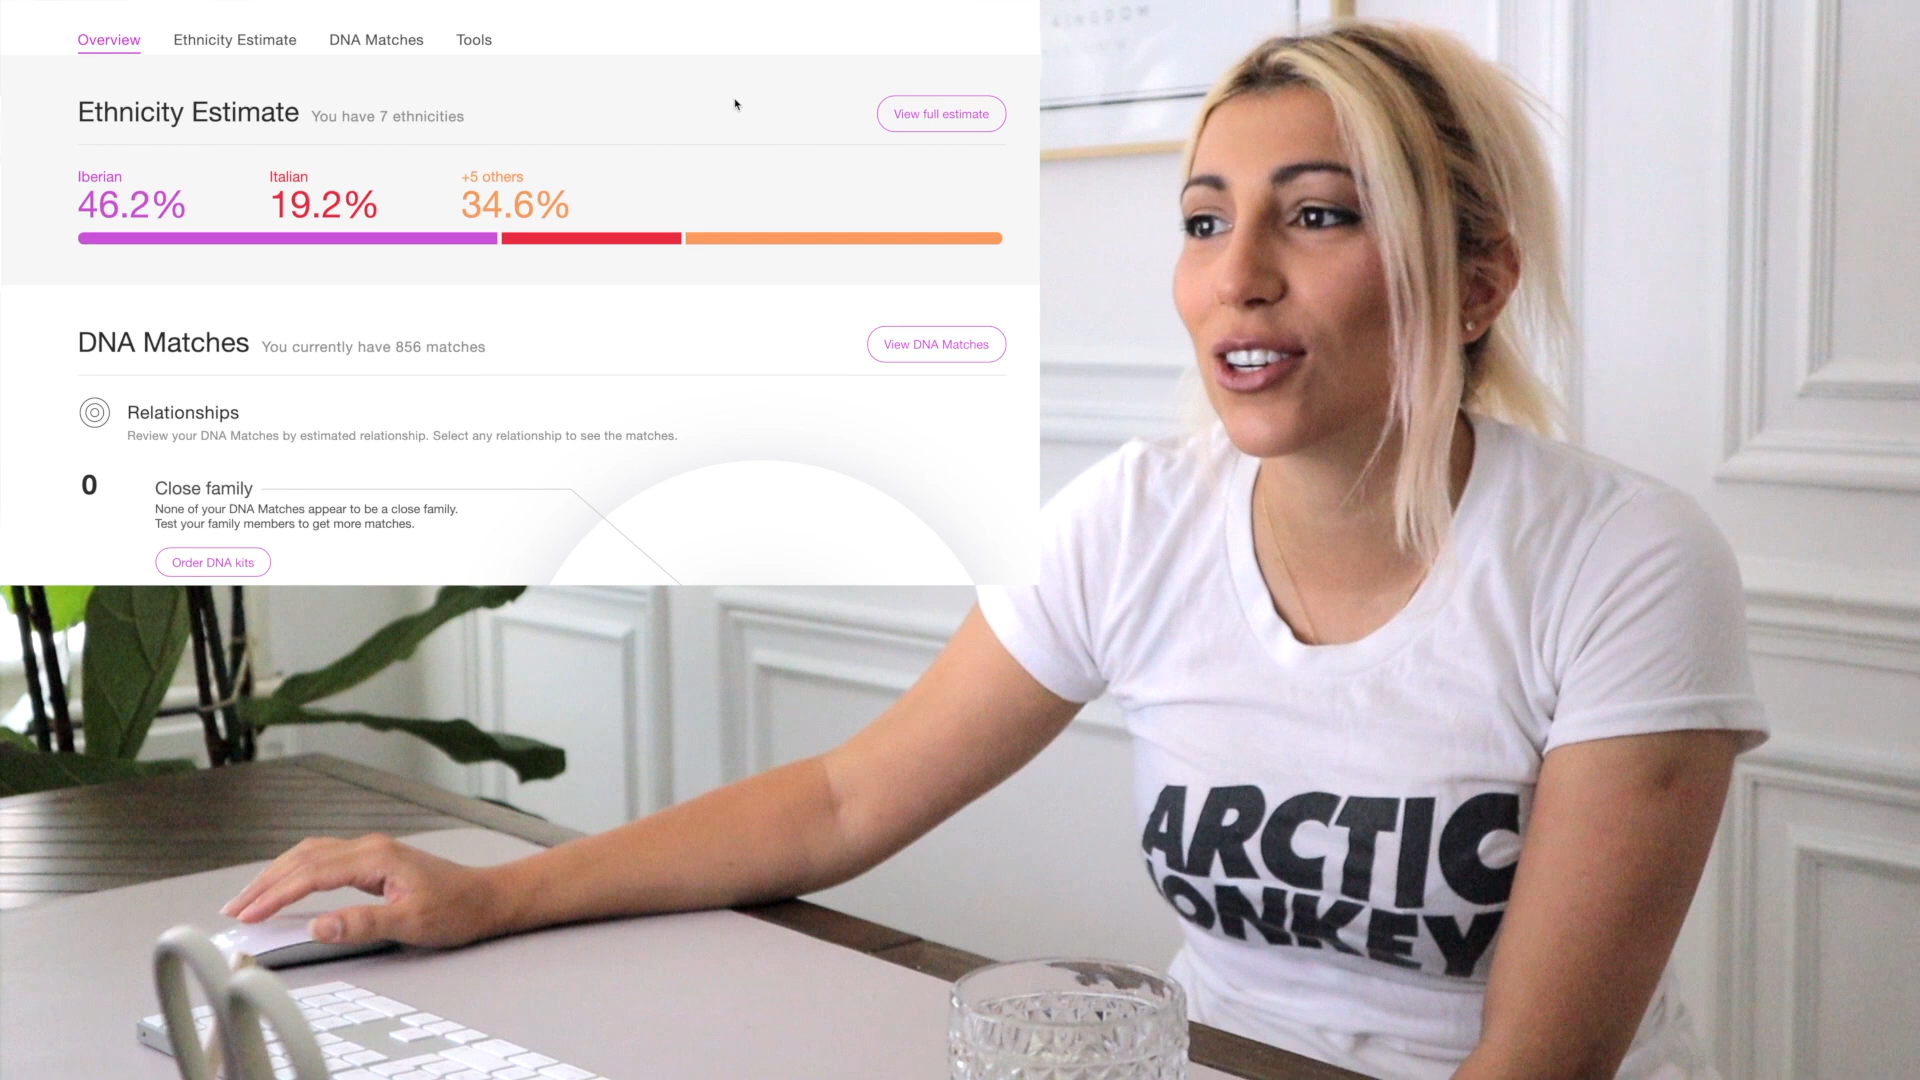 Overview Ethnicity Estimate DNA Matches Tools
Ethnicity Estimate You have 7 ethnicities View full estimate
Iberian Italian +5 others
46.2% 19.2% 34.6%
DNA Matches You currently have 856 matches View DNA Matches
Relationships
Review your DNA Matches by estimated relationship. Select any relationship to see the matches.
0 Close family
None of your DNA Matches appear to be a close family.
Test your family members to get more matches.
Order DNA kits
KINGDOM
ARCTIC
MONKEY